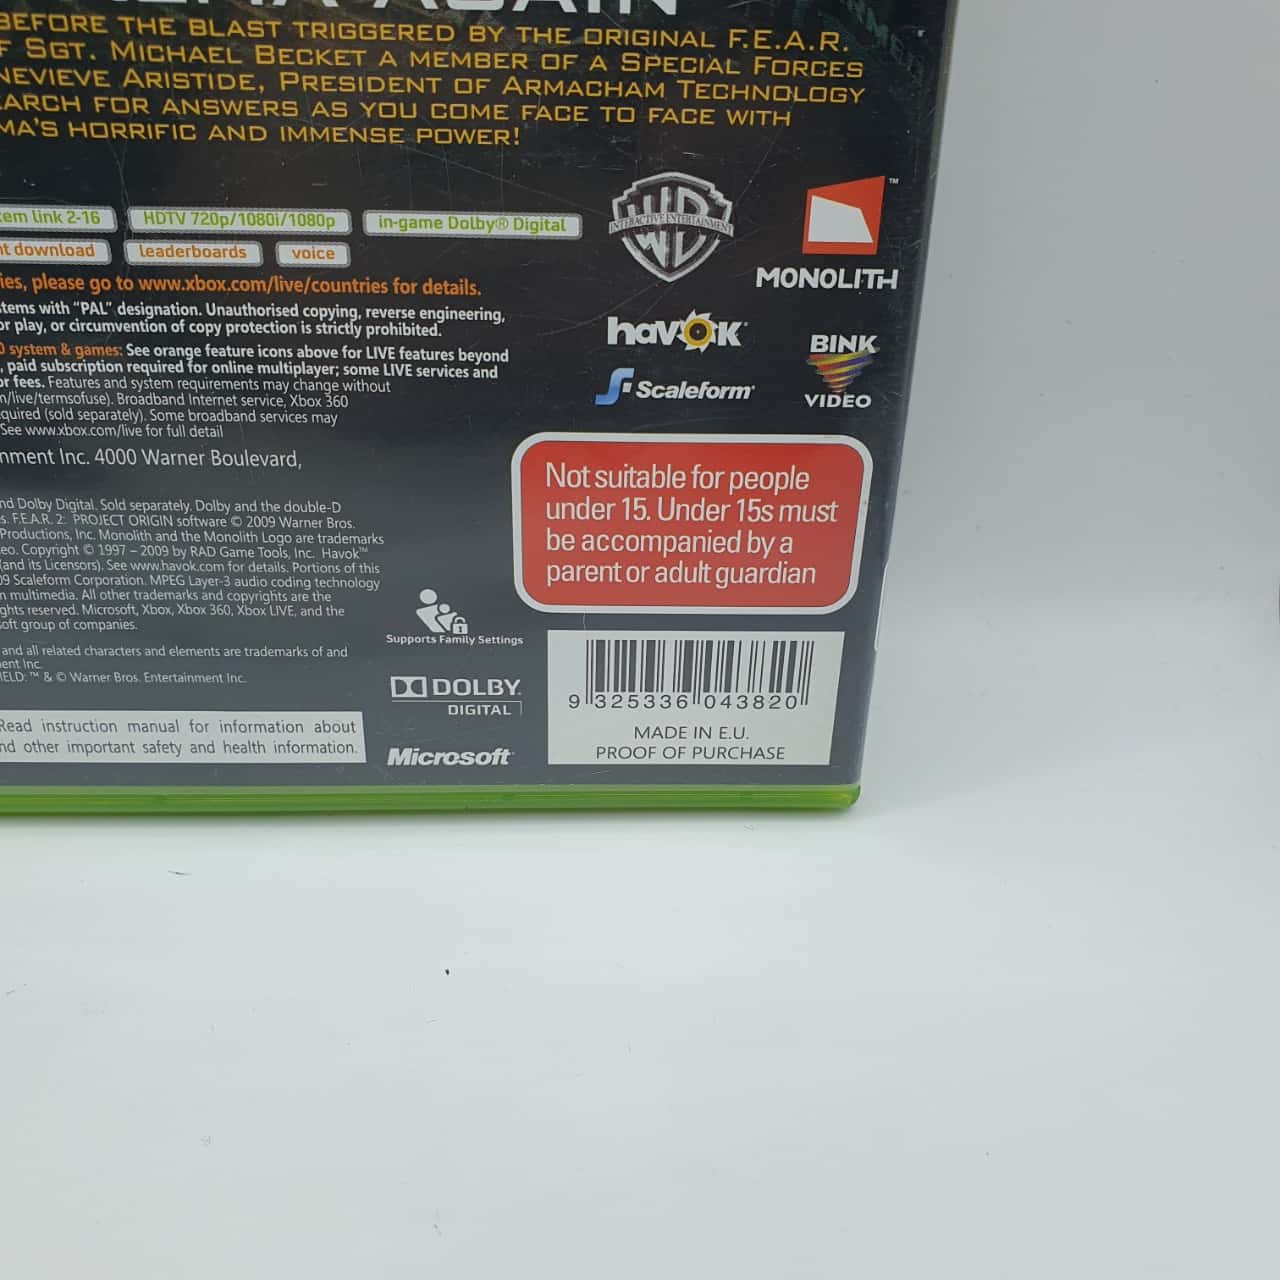 AGAIN
BEFORE THE BLAST TRIGGERED BY THE ORIGINAL F.E.A.R.
F SGT. MICHAEL BECKET A MEMBER OF A SPECIAL FORCES
NEVIEVE ARISTIDE, PRESIDENT OF ARMACHAM TECHNOLOGY
ARCH FOR ANSWERS AS YOU COME FACE TO FACE WITH
MA'S HORRIFIC AND IMMENSE POWER!
INTERACTIVE ENTERTAINMENT
MONOLITH
™
tem link 2-16
HDTV 720p/1080i/1080p
in-game Dolby® Digital
nt download
leaderboards
voice
ies, please go to www.xbox.com/live/countries for details.
stems with "PAL" designation. Unauthorised copying, reverse engineering,
or play, or circumvention of copy protection is strictly prohibited.
0 system & games: See orange feature icons above for LIVE features beyond
, paid subscription required for online multiplayer; some LIVE services and
or fees. Features and system requirements may change without
n/live/termsofuse). Broadband Internet service, Xbox 360
quired (sold separately). Some broadband services may
See www.xbox.com/live for full detail
havok
Scaleform
BINK
VIDEO
nment Inc. 4000 Warner Boulevard,
nd Dolby Digital. Sold separately. Dolby and the double-D
s. F.E.A.R. 2: PROJECT ORIGIN software © 2009 Warner Bros.
Productions, Inc. Monolith and the Monolith Logo are trademarks
eo. Copyright © 1997 – 2009 by RAD Game Tools, Inc. Havok™
(and its Licensors). See www.havok.com for details. Portions of this
09 Scaleform Corporation. MPEG Layer-3 audio coding technology
n multimedia. All other trademarks and copyrights are the
ghts reserved. Microsoft, Xbox, Xbox 360, Xbox LIVE, and the
soft group of companies.
and all related characters and elements are trademarks of and
ent Inc.
IELD: ™ & © Warner Bros. Entertainment Inc.
Not suitable for people
under 15. Under 15s must
be accompanied by a
parent or adult guardian
Supports Family Settings
DOLBY
DIGITAL
Microsoft
Read instruction manual for information about
nd other important safety and health information.
9 325336 043820
MADE IN E.U.
PROOF OF PURCHASE